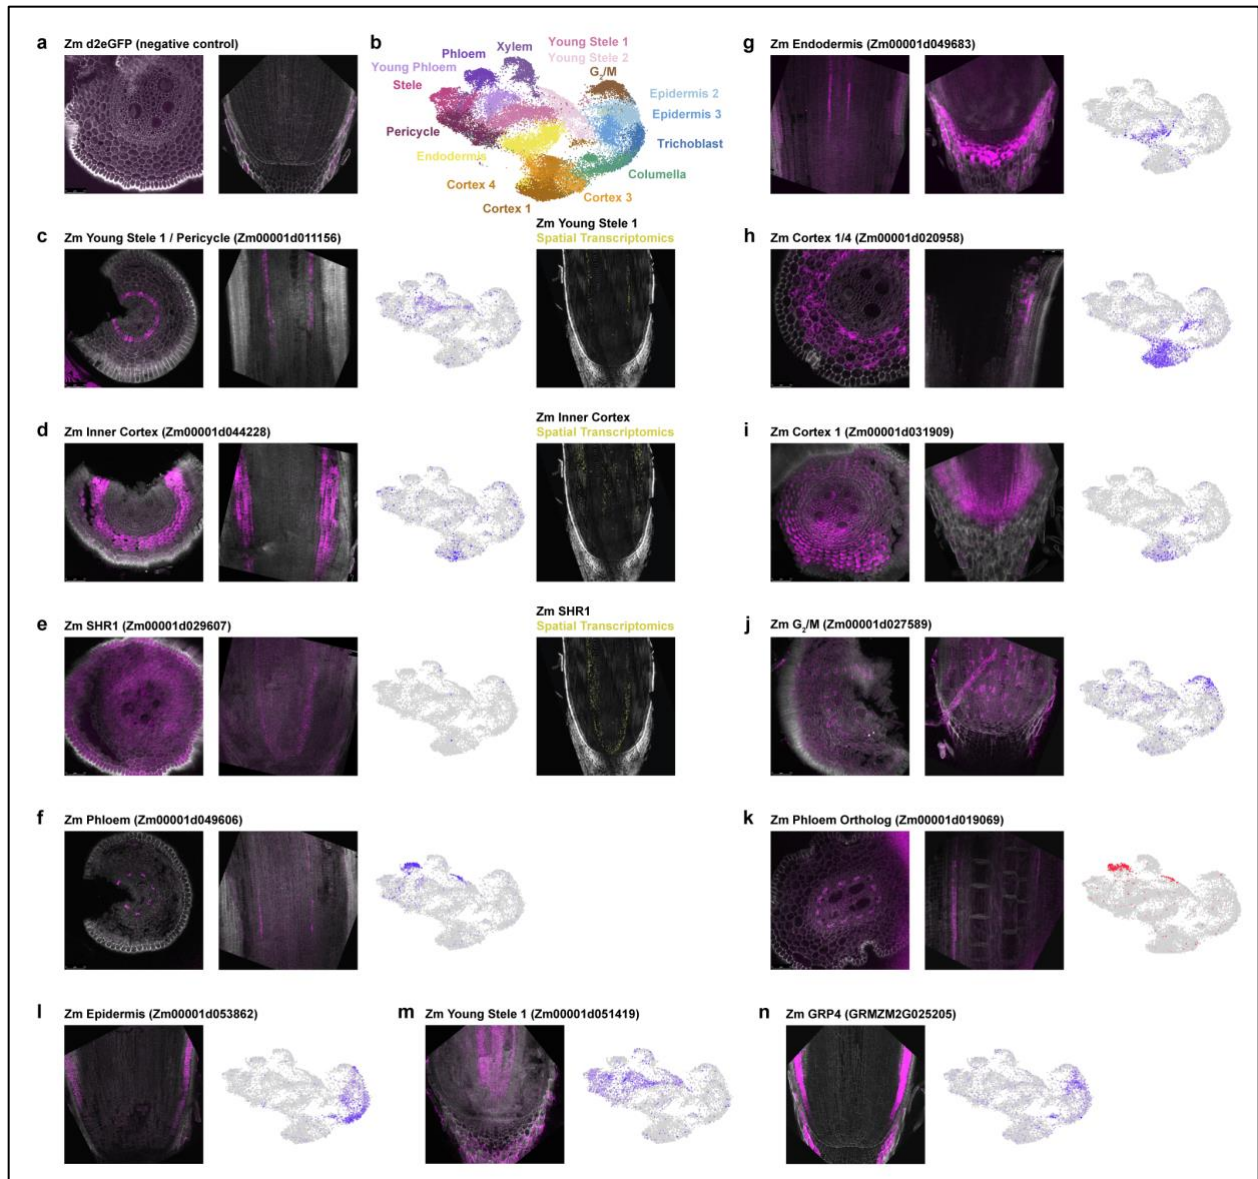 a Zm d2eGFP (negative control)
b
Phloem
Xylem
Young Stele 1
Young Stele 2
Young Phloem
G2/M
Stele
Epidermis 2
Epidermis 3
Pericycle
Trichoblast
Endodermis
Columella
Cortex 4
Cortex 3
Cortex 1
g Zm Endodermis (Zm00001d049683)
c Zm Young Stele 1 / Pericycle (Zm00001d011156)
Zm Young Stele 1
Spatial Transcriptomics
h Zm Cortex 1/4 (Zm00001d020958)
d Zm Inner Cortex (Zm00001d044228)
Zm Inner Cortex
Spatial Transcriptomics
i Zm Cortex 1 (Zm00001d031909)
e Zm SHR1 (Zm00001d029607)
Zm SHR1
Spatial Transcriptomics
j Zm G2/M (Zm00001d027589)
f Zm Phloem (Zm00001d049606)
k Zm Phloem Ortholog (Zm00001d019069)
l Zm Epidermis (Zm00001d053862)
m Zm Young Stele 1 (Zm00001d051419)
n Zm GRP4 (GRMZM2G025205)